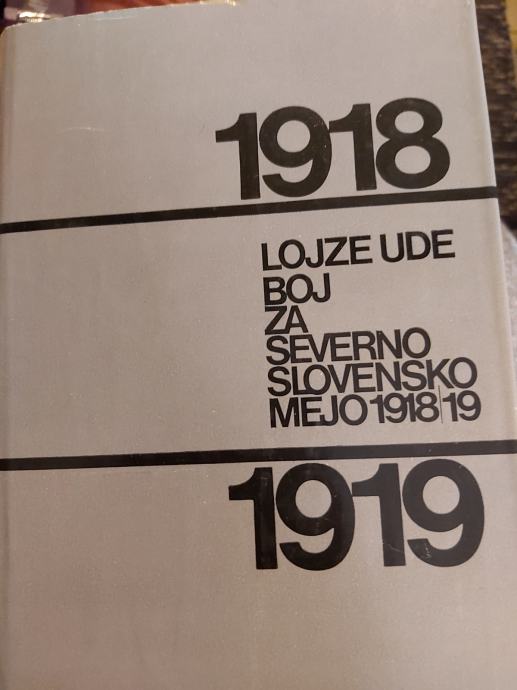 1918
LOJZE UDE
BOJ
ZA
SEVERNO
SLOVENSKO
MEJO 1918|19
1919